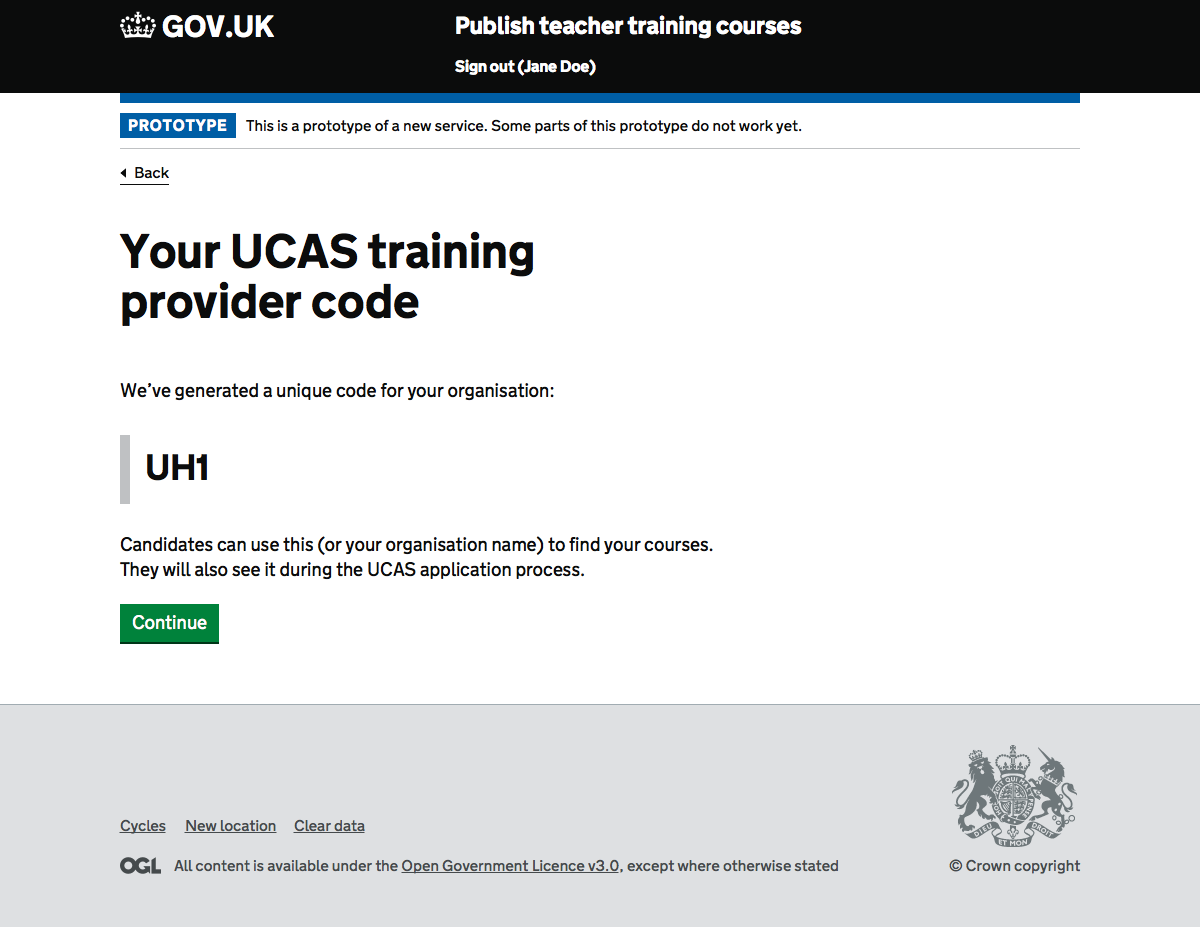 GOV.UK
Publish teacher training courses
Sign out (Jane Doe)
PROTOTYPE This is a prototype of a new service. Some parts of this prototype do not work yet.
Back
Your UCAS training
provider code
We’ve generated a unique code for your organisation:
UH1
Candidates can use this (or your organisation name) to find your courses.
They will also see it during the UCAS application process.
Continue
Cycles New location Clear data
DIEU ET MON DROIT
OGL All content is available under the Open Government Licence v3.0, except where otherwise stated
© Crown copyright